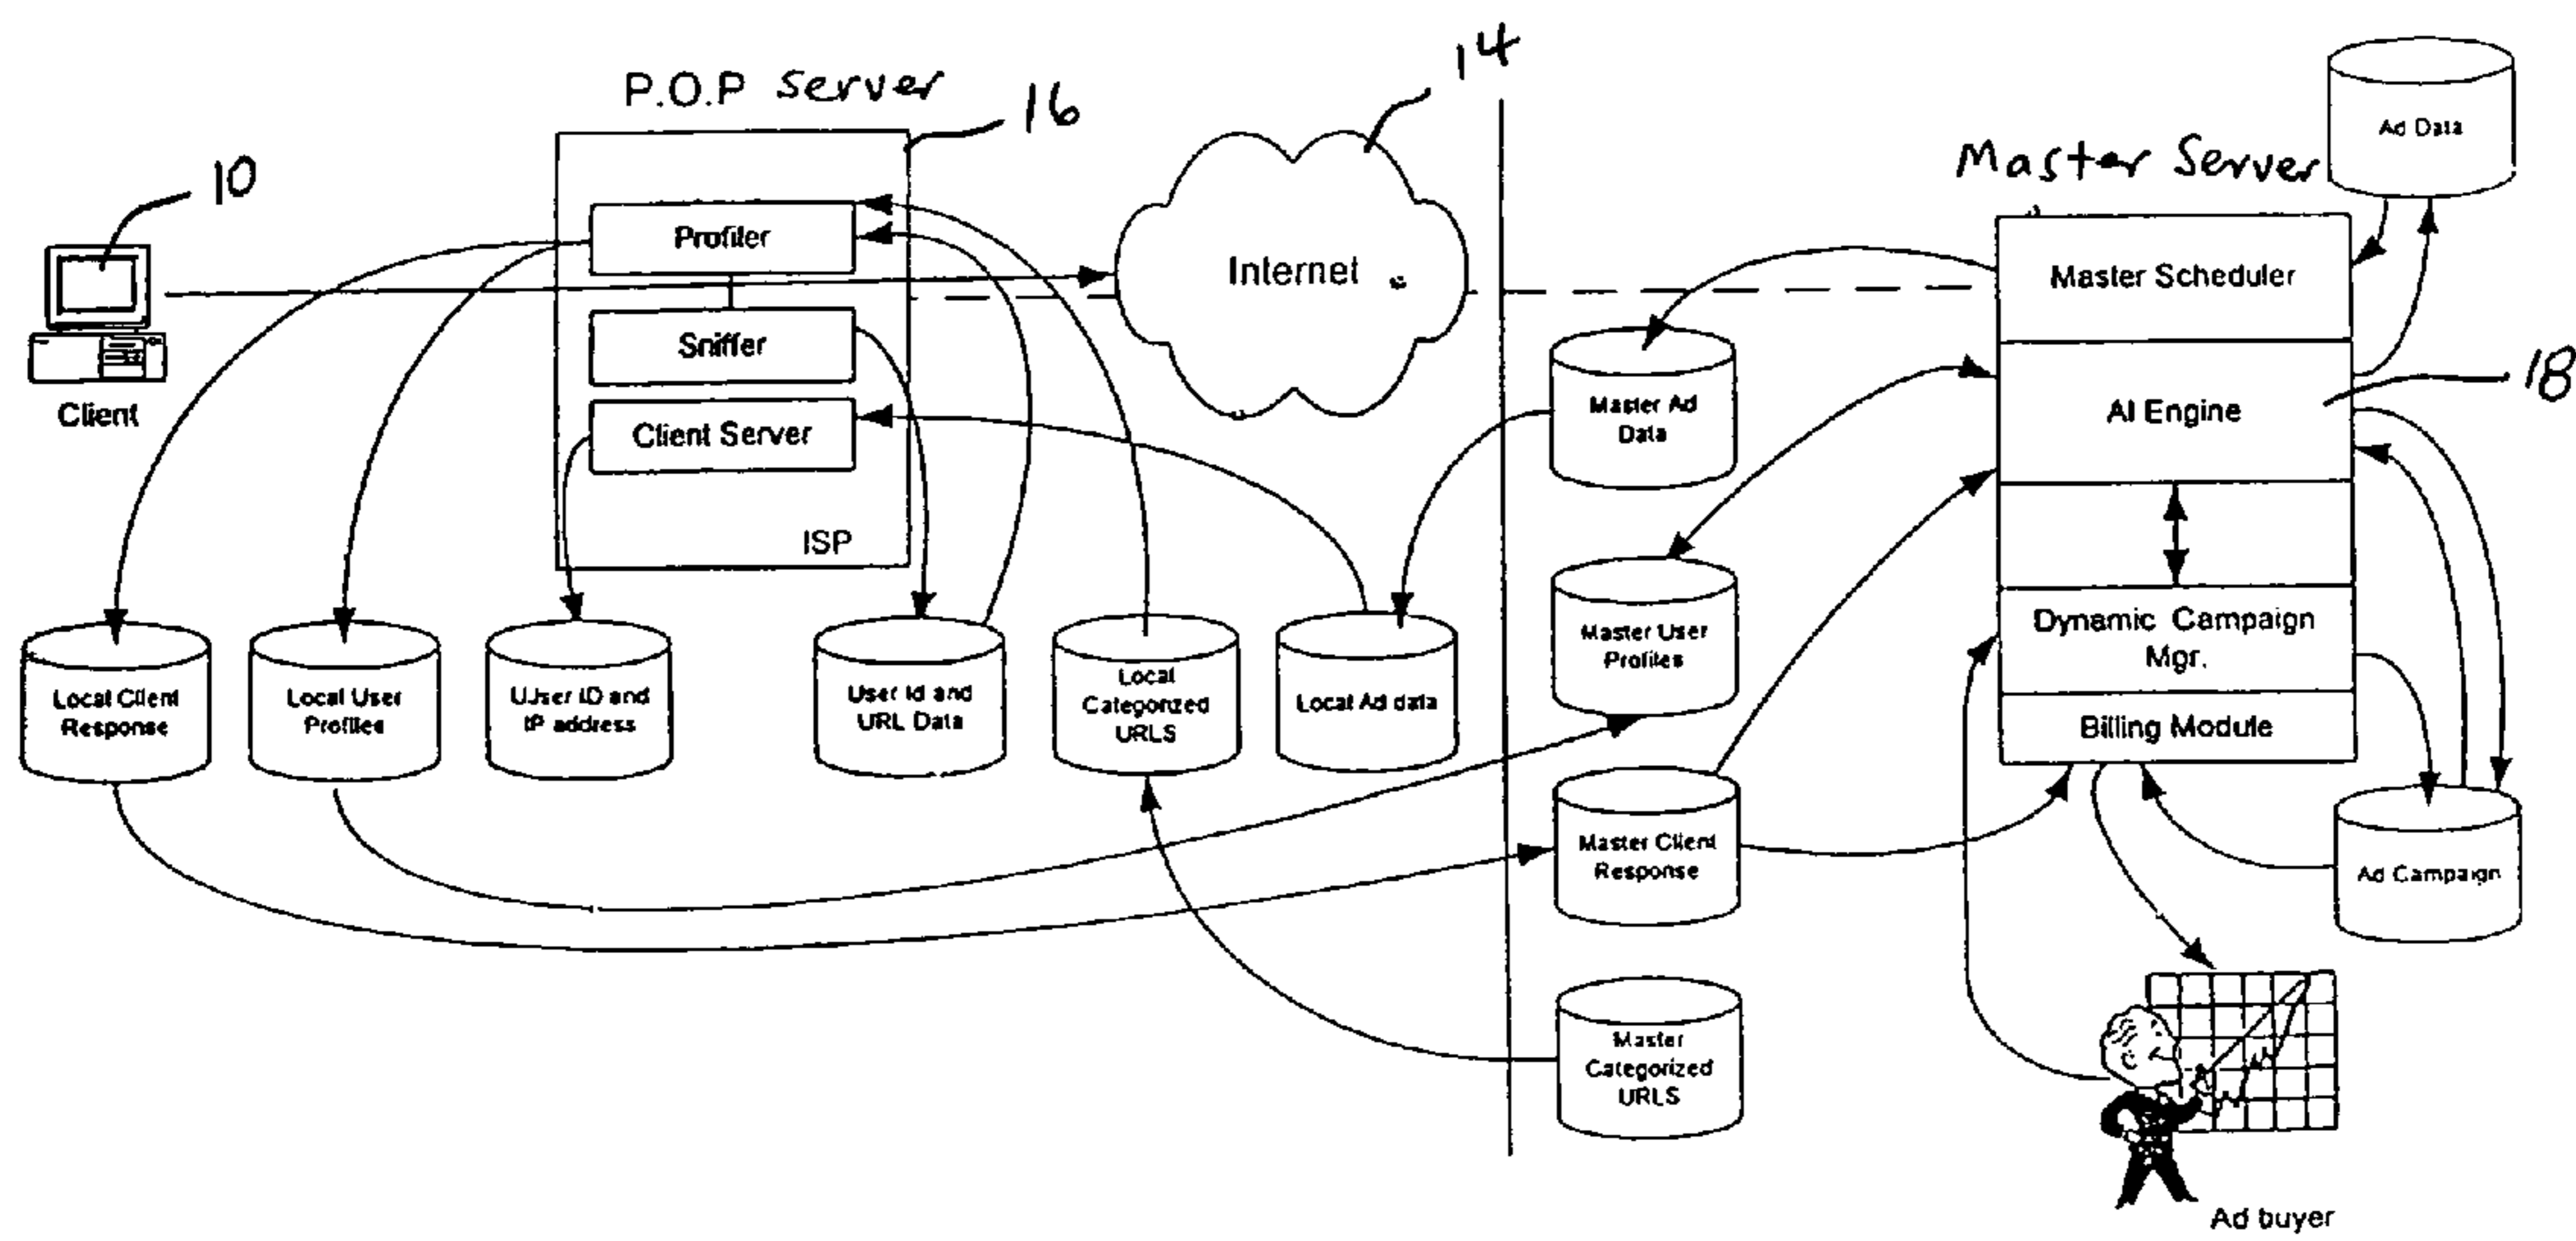 P.O.P server
16
14
10
Client
Profiler
Sniffer
Client Server
ISP
Internet
Master Server
Ad Data
Master Scheduler
AI Engine
18
Dynamic Campaign
Mgr.
Billing Module
Master Ad
Data
Master User
Profiles
Master Client
Response
Master
Categorized
URLS
Local Client
Response
Local User
Profiles
UJser ID and
IP address
User Id and
URL Data
Local
Categorized
URLS
Local Ad data
Ad Campaign
Ad buyer